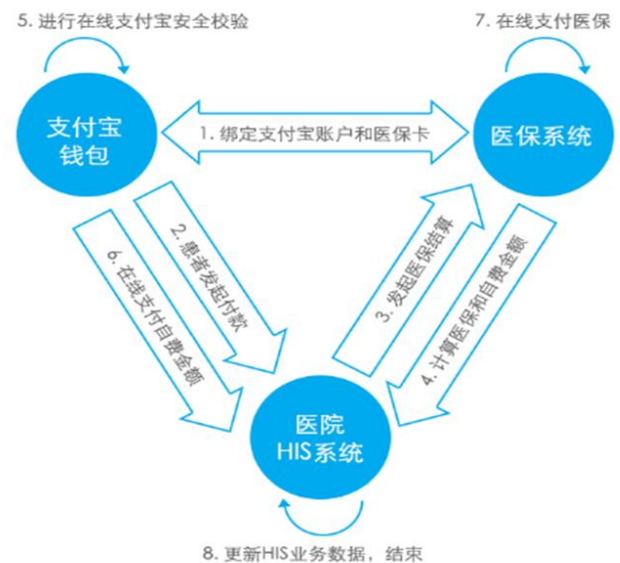 5. 进行在线支付宝安全校验
7. 在线支付医保
支付宝
钱包
1. 绑定支付宝账户和医保卡
医保系统
2. 患者发起付款
6. 在线支付自费金额
3. 发起医保结算
4. 计算医保和自费金额
医院
HIS系统
8. 更新HIS业务数据，结束